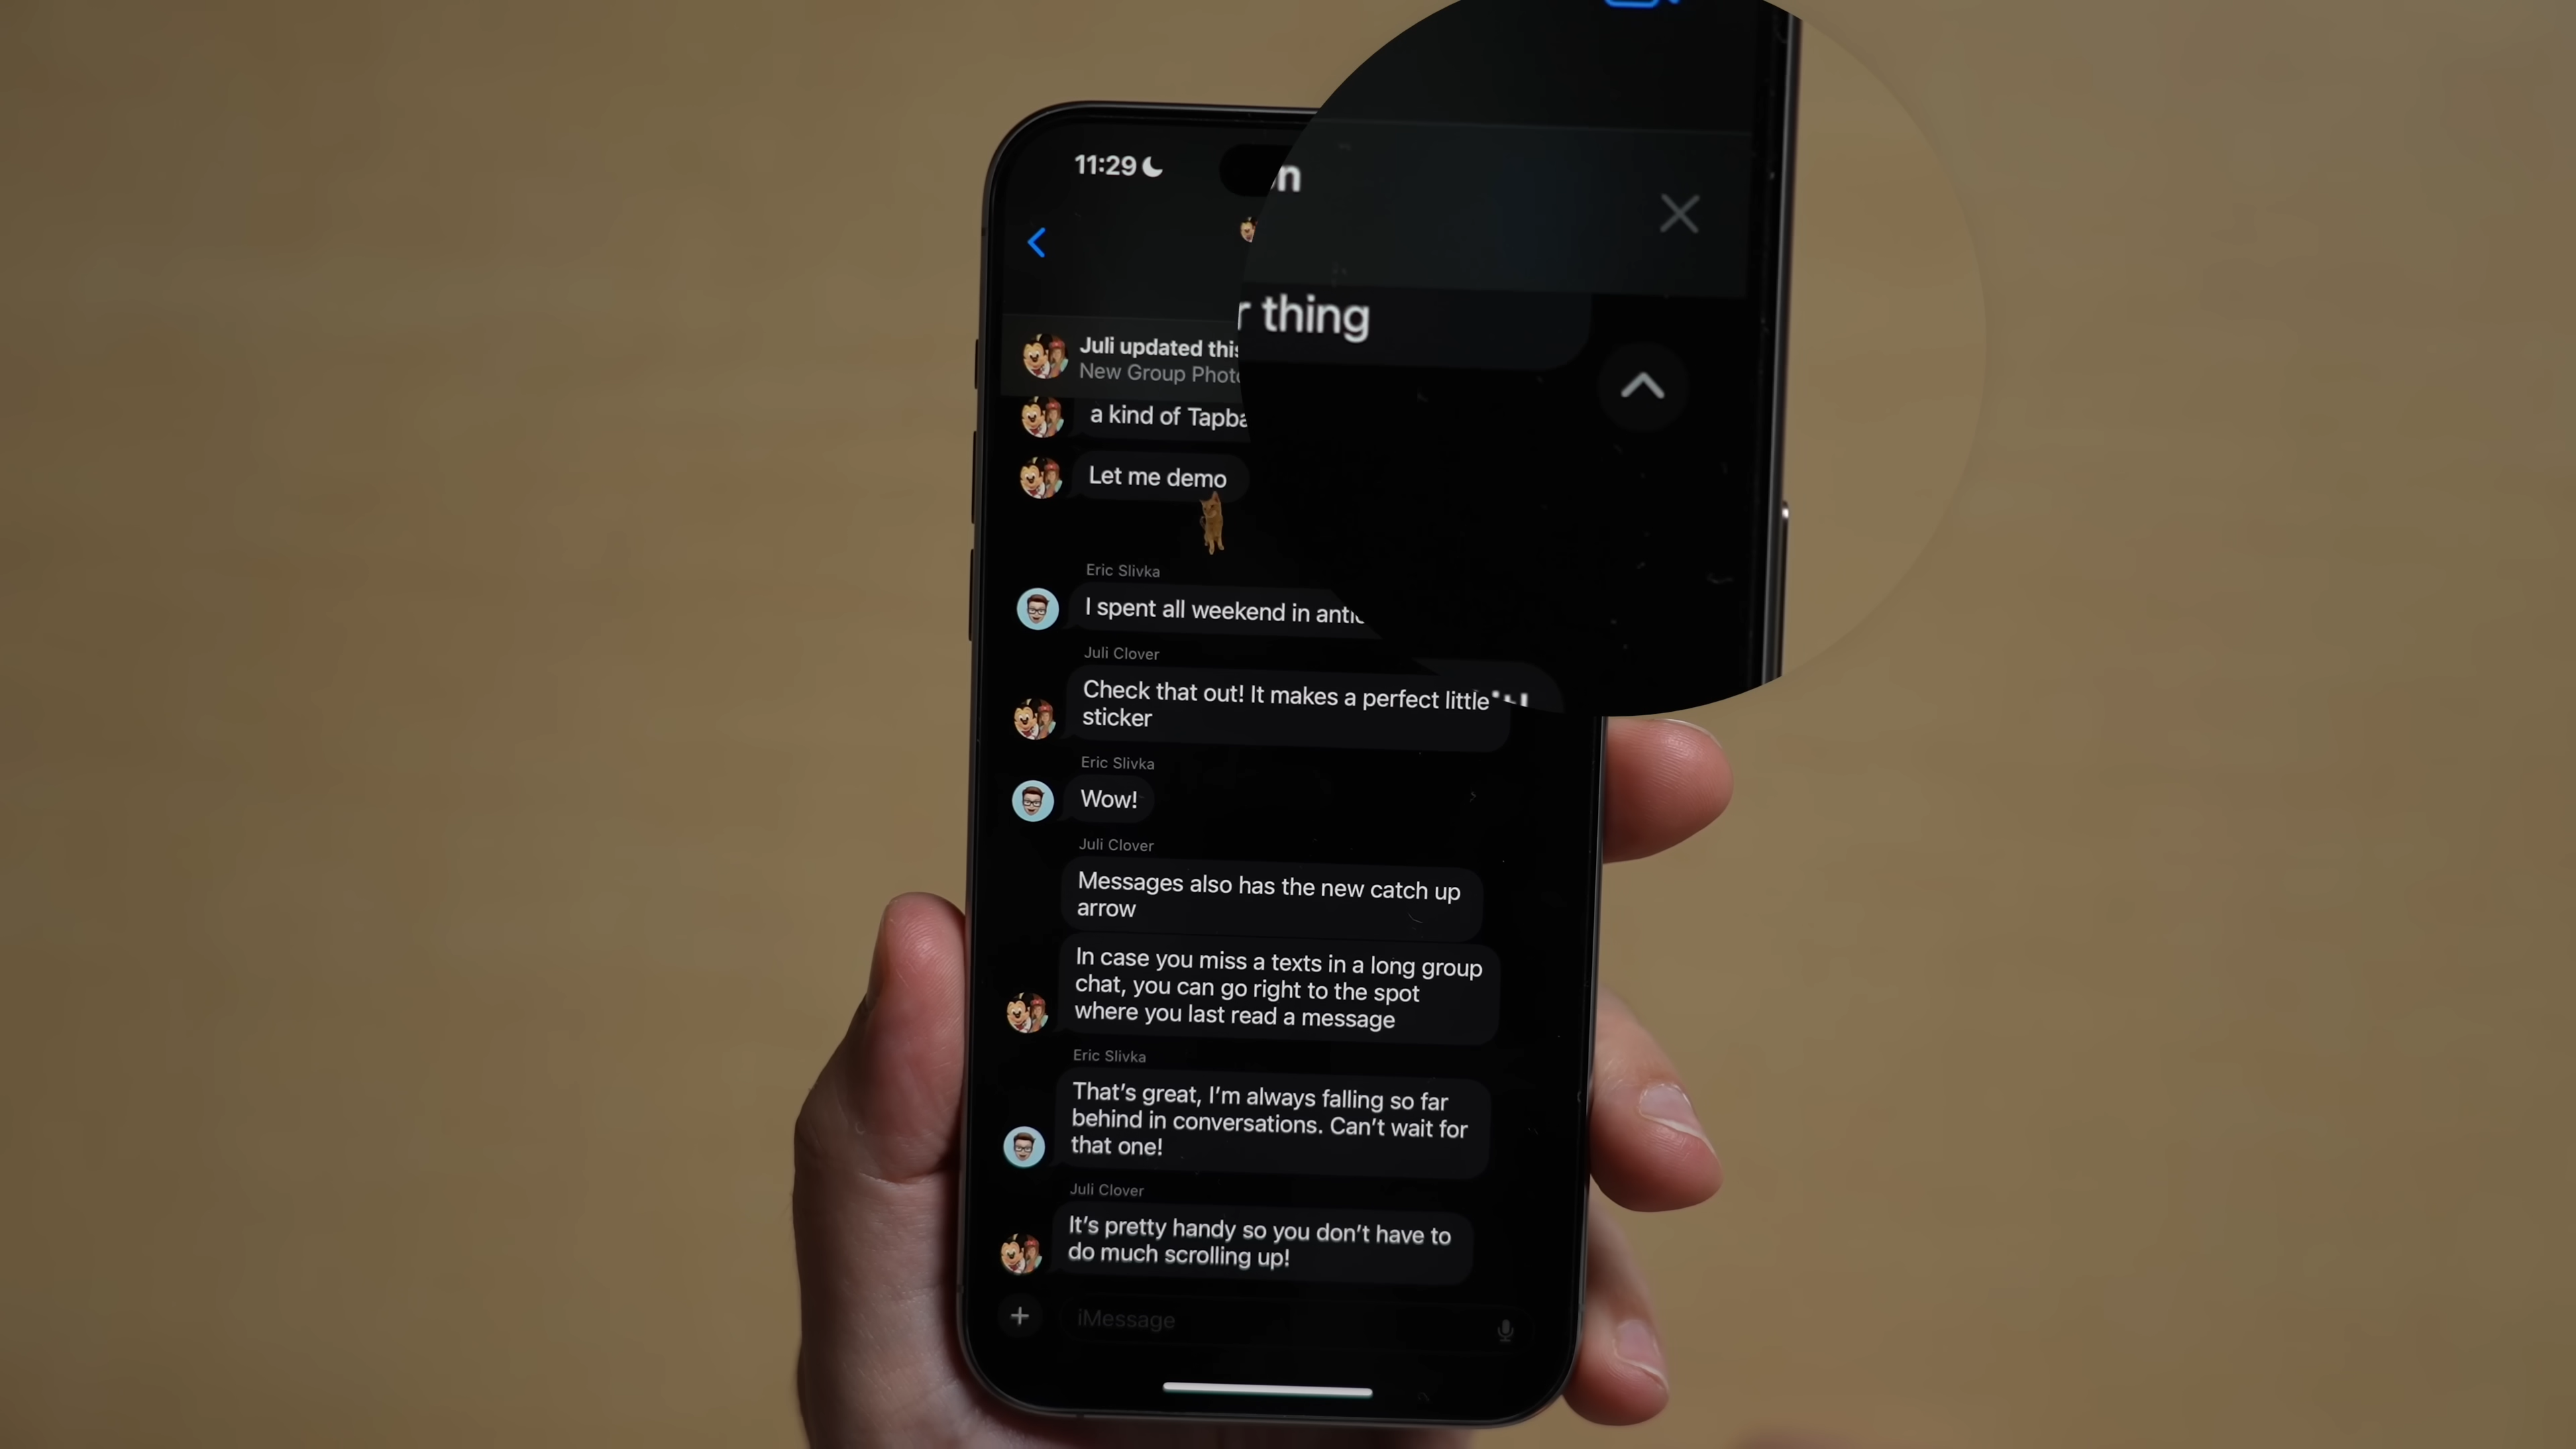 11:29
n
Juli updated this
New Group Photo
r thing
a kind of Tapba
Let me demo
Eric Slivka
I spent all weekend in anti
Juli Clover
Check that out! It makes a perfect little
sticker
Eric Slivka
Wow!
Juli Clover
Messages also has the new catch up
arrow
In case you miss a texts in a long group
chat, you can go right to the spot
where you last read a message
Eric Slivka
That's great, I'm always falling so far
behind in conversations. Can't wait for
that one!
Juli Clover
It's pretty handy so you don't have to
do much scrolling up!
iMessage